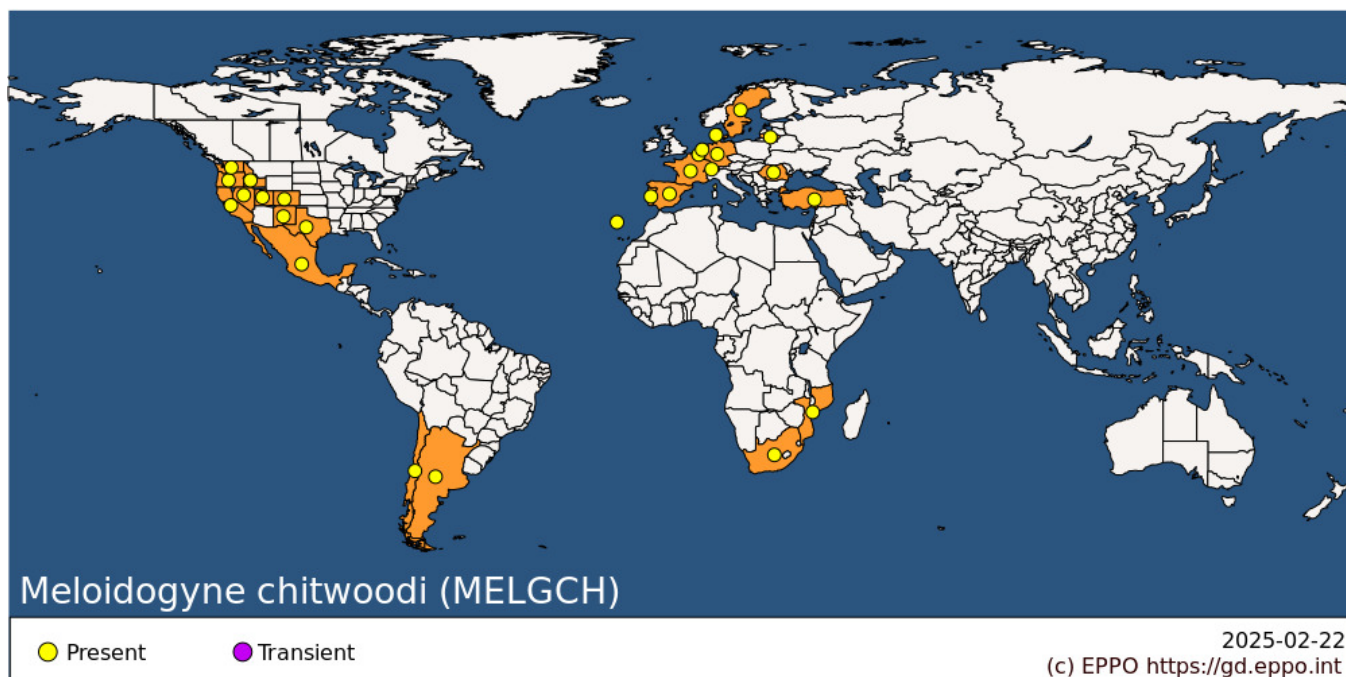 Meloidogyne chitwoodi (MELGCH)
Present
Transient
2025-02-22
(c) EPPO https://gd.eppo.int